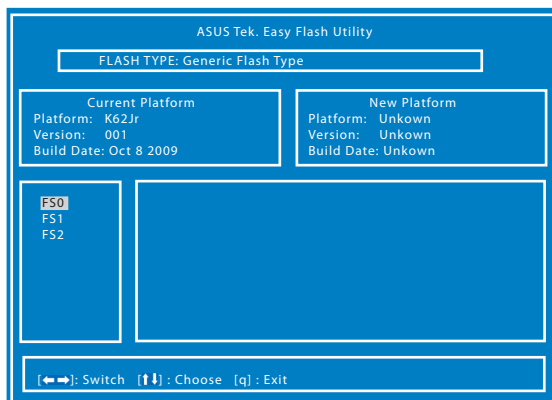 ASUS Tek. Easy Flash Utility
FLASH TYPE: Generic Flash Type
Current Platform
Platform: K62Jr
Version: 001
Build Date: Oct 8 2009
New Platform
Platform: Unkown
Version: Unkown
Build Date: Unkown
FS0
FS1
FS2
[←→]: Switch [↑↓] : Choose [q] : Exit